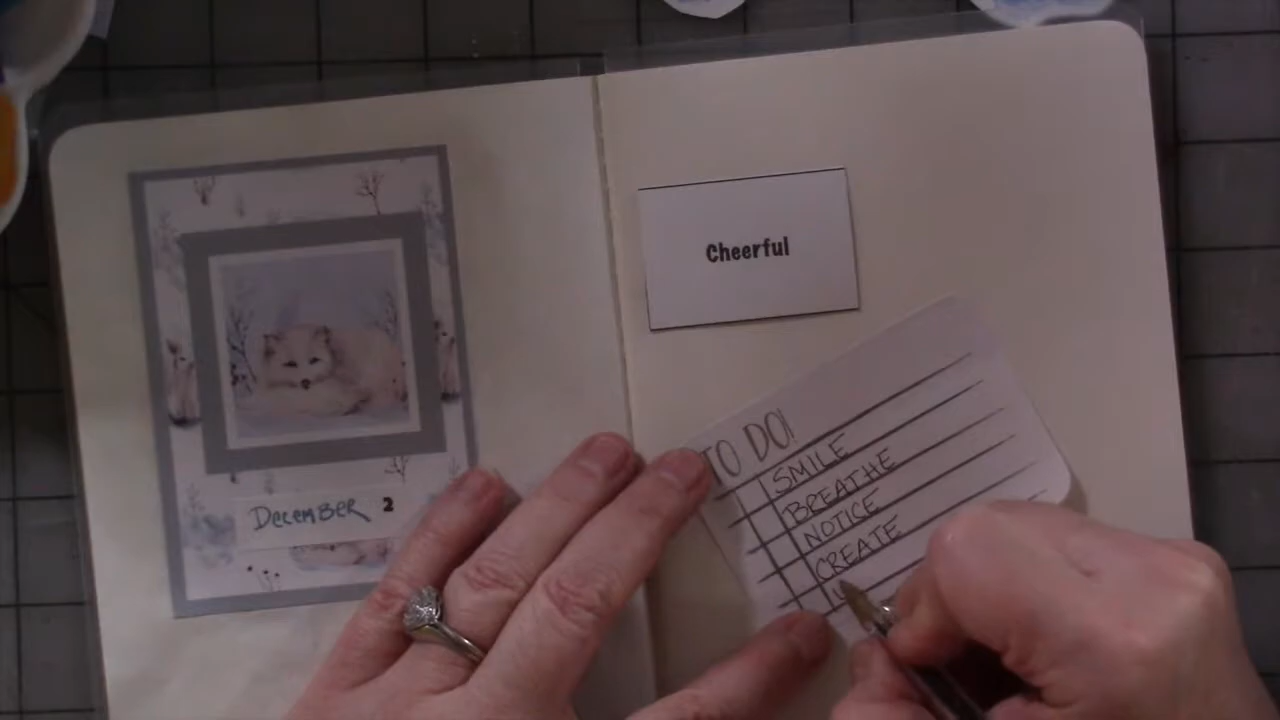 December 2
Cheerful
TO DO!
SMILE
BREATHE
NOTICE
CREATE